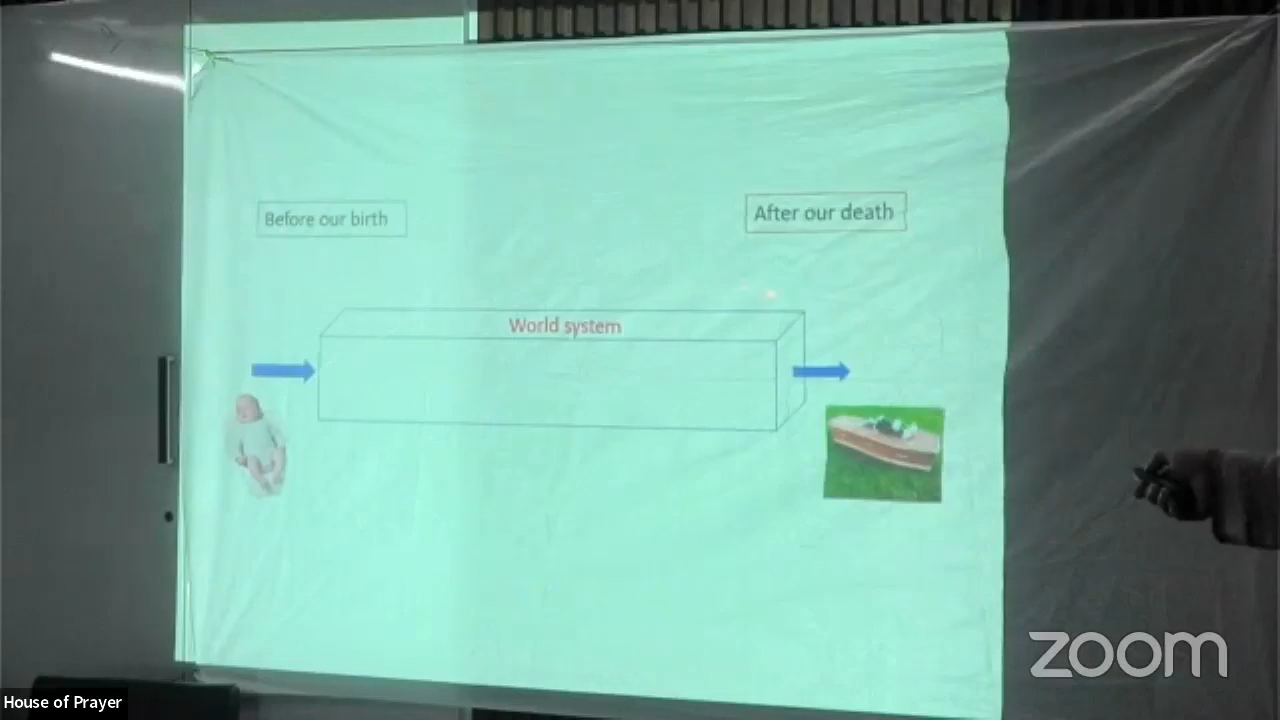 Before our birth
After our death
World system
zoom
House of Prayer